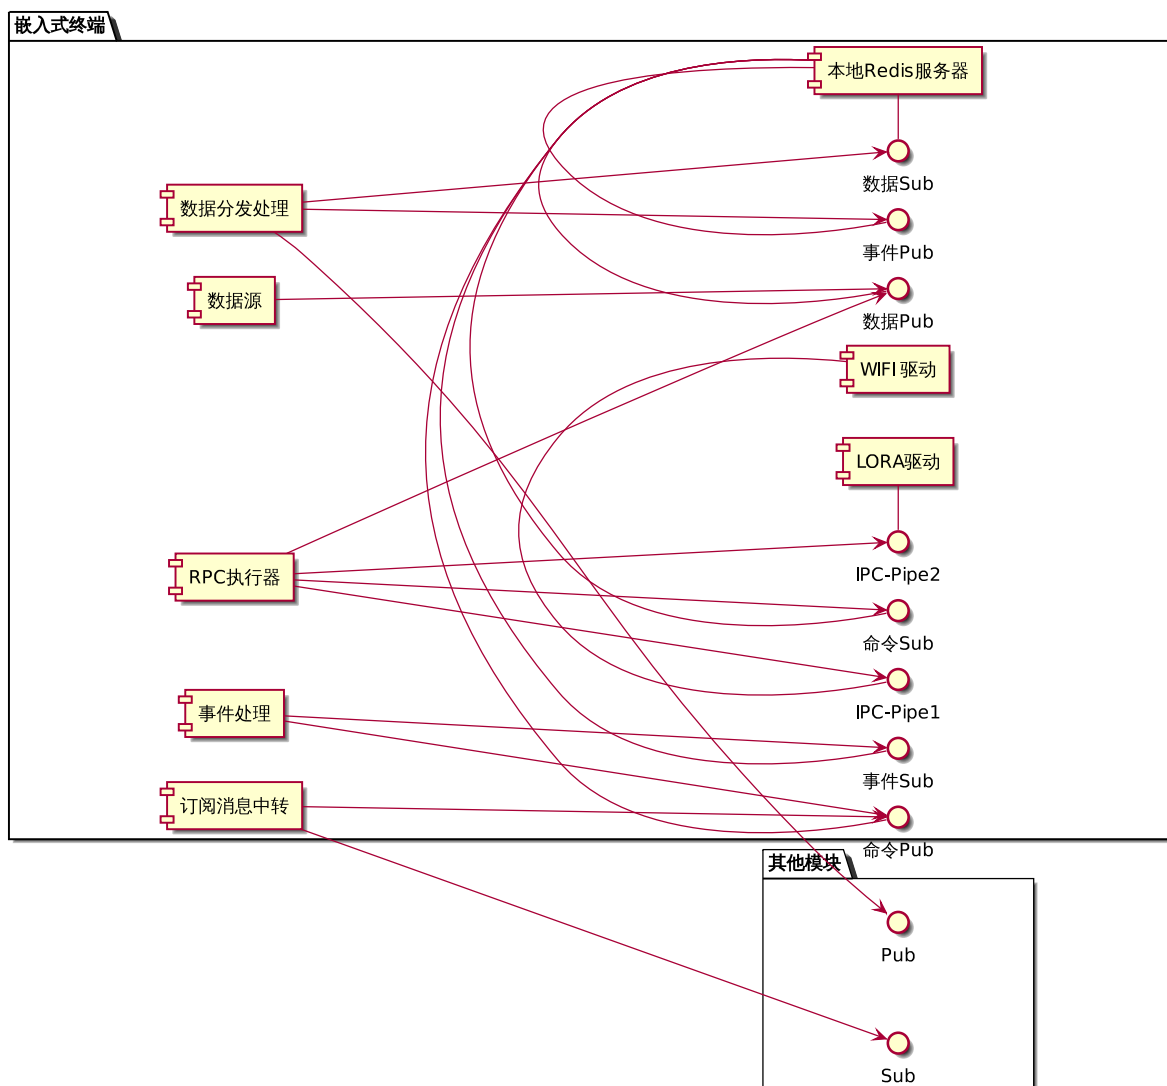 嵌入式终端
本地Redis服务器
数据Sub
数据分发处理
事件Pub
数据源
数据Pub
WIFI 驱动
LORA驱动
RPC执行器
IPC-Pipe2
命令Sub
IPC-Pipe1
事件处理
事件Sub
订阅消息中转
命令Pub
其他模块
Pub
Sub